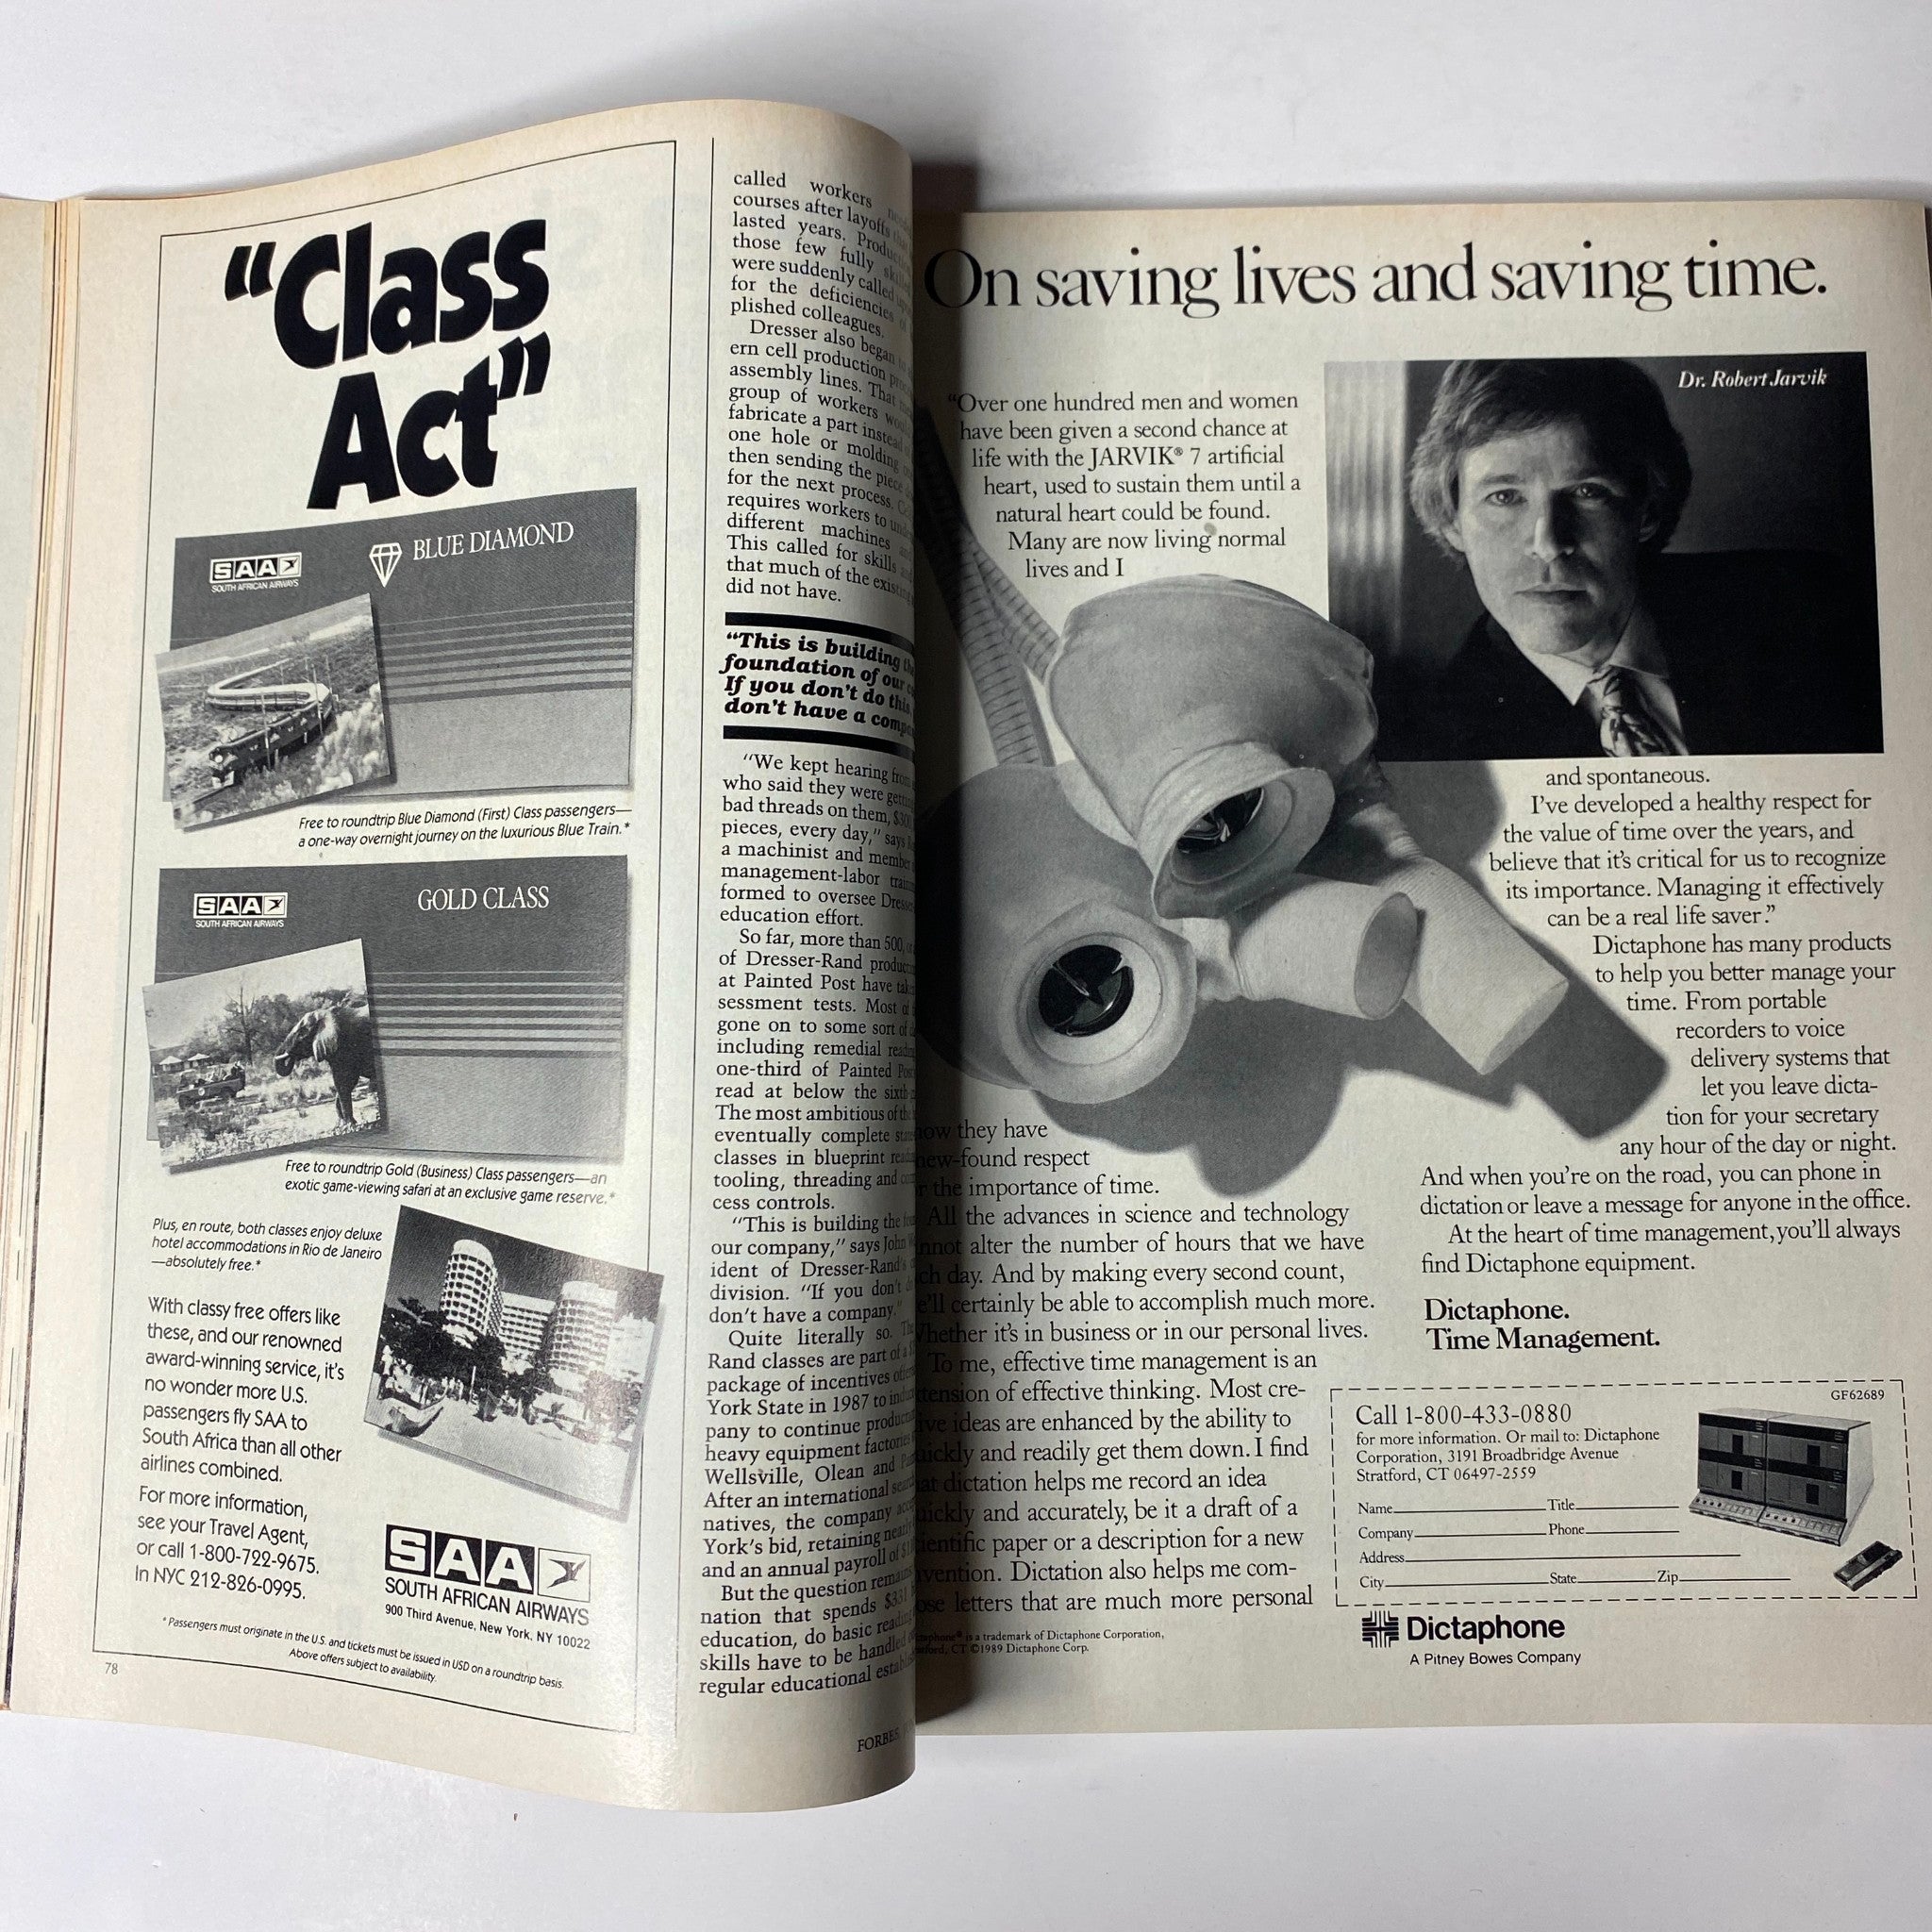 “Class
Act”
SAA
SOUTH AFRICAN AIRWAYS
BLUE DIAMOND
Free to roundtrip Blue Diamond (First) Class passengers—
a one-way overnight journey on the luxurious Blue Train.*
SAA
SOUTH AFRICAN AIRWAYS
GOLD CLASS
Free to roundtrip Gold (Business) Class passengers—an
exotic game-viewing safari at an exclusive game reserve.*
Plus, en route, both classes enjoy deluxe
hotel accommodations in Rio de Janeiro
—absolutely free.*
With classy free offers like
these, and our renowned
award-winning service, it's
no wonder more U.S.
passengers fly SAA to
South Africa than all other
airlines combined.
For more information,
see your Travel Agent,
or call 1-800-722-9675.
In NYC 212-826-0995.
SAA
SOUTH AFRICAN AIRWAYS
900 Third Avenue, New York, NY 10022
* Passengers must originate in the U.S. and tickets must be issued in USD on a roundtrip basis.
Above offers subject to availability.
78
called workers
courses after layoffs
lasted years.
those few fully
were suddenly called
for the deficiencies
plished colleagues.
Dresser also began
ern cell production
assembly lines. That
group of workers
fabricate a part instead
one hole or molding
then sending the piece
for the next process.
requires workers to
different machines
This called for skills
that much of the
did not have.
“This is building
foundation of our
If you don't do this
don't have a
“We kept hearing from
who said they were
bad threads on them,
pieces, every day,” says
a machinist and member
management-labor
formed to oversee
education effort.
So far, more than 500,
of Dresser-Rand
at Painted Post have
sessment tests. Most of
gone on to some sort of
including remedial
one-third of Painted
read at below the
The most ambitious of
eventually complete
classes in blueprint
tooling, threading and
cess controls.
“This is building the
our company,” says John
ident of Dresser-Rand's
division. “If you don't
don't have a company.”
Quite literally so.
Rand classes are part of a
package of incentives
York State in 1987 to
pany to continue
heavy equipment factories
Wellsville, Olean and
After an international
natives, the company
York's bid, retaining
and an annual payroll of
But the question
nation that spends
education, do basic
skills have to be handled
regular educational
FORBES
On saving lives and saving time.
Dr. Robert Jarvik
“Over one hundred men and women
have been given a second chance at
life with the JARVIK® 7 artificial
heart, used to sustain them until a
natural heart could be found.
Many are now living normal
lives and I
they have
new-found respect
the importance of time.
All the advances in science and technology
alter the number of hours that we have
day. And by making every second count,
certainly be able to accomplish much more.
Whether it's in business or in our personal lives.
To me, effective time management is an
of effective thinking. Most cre-
ideas are enhanced by the ability to
and readily get them down. I find
dictation helps me record an idea
and accurately, be it a draft of a
paper or a description for a new
Dictation also helps me com-
letters that are much more personal
and spontaneous.
I've developed a healthy respect for
the value of time over the years, and
believe that it's critical for us to recognize
its importance. Managing it effectively
can be a real life saver.”
Dictaphone has many products
to help you better manage your
time. From portable
recorders to voice
delivery systems that
let you leave dicta-
tion for your secretary
any hour of the day or night.
And when you're on the road, you can phone in
dictation or leave a message for anyone in the office.
At the heart of time management, you'll always
find Dictaphone equipment.
Dictaphone.
Time Management.
GF62689
Call 1-800-433-0880
for more information. Or mail to: Dictaphone
Corporation, 3191 Broadbridge Avenue
Stratford, CT 06497-2559
Name Title
Company Phone
Address
City State Zip
Dictaphone
A Pitney Bowes Company
is a trademark of Dictaphone Corporation,
CT ©1989 Dictaphone Corp.